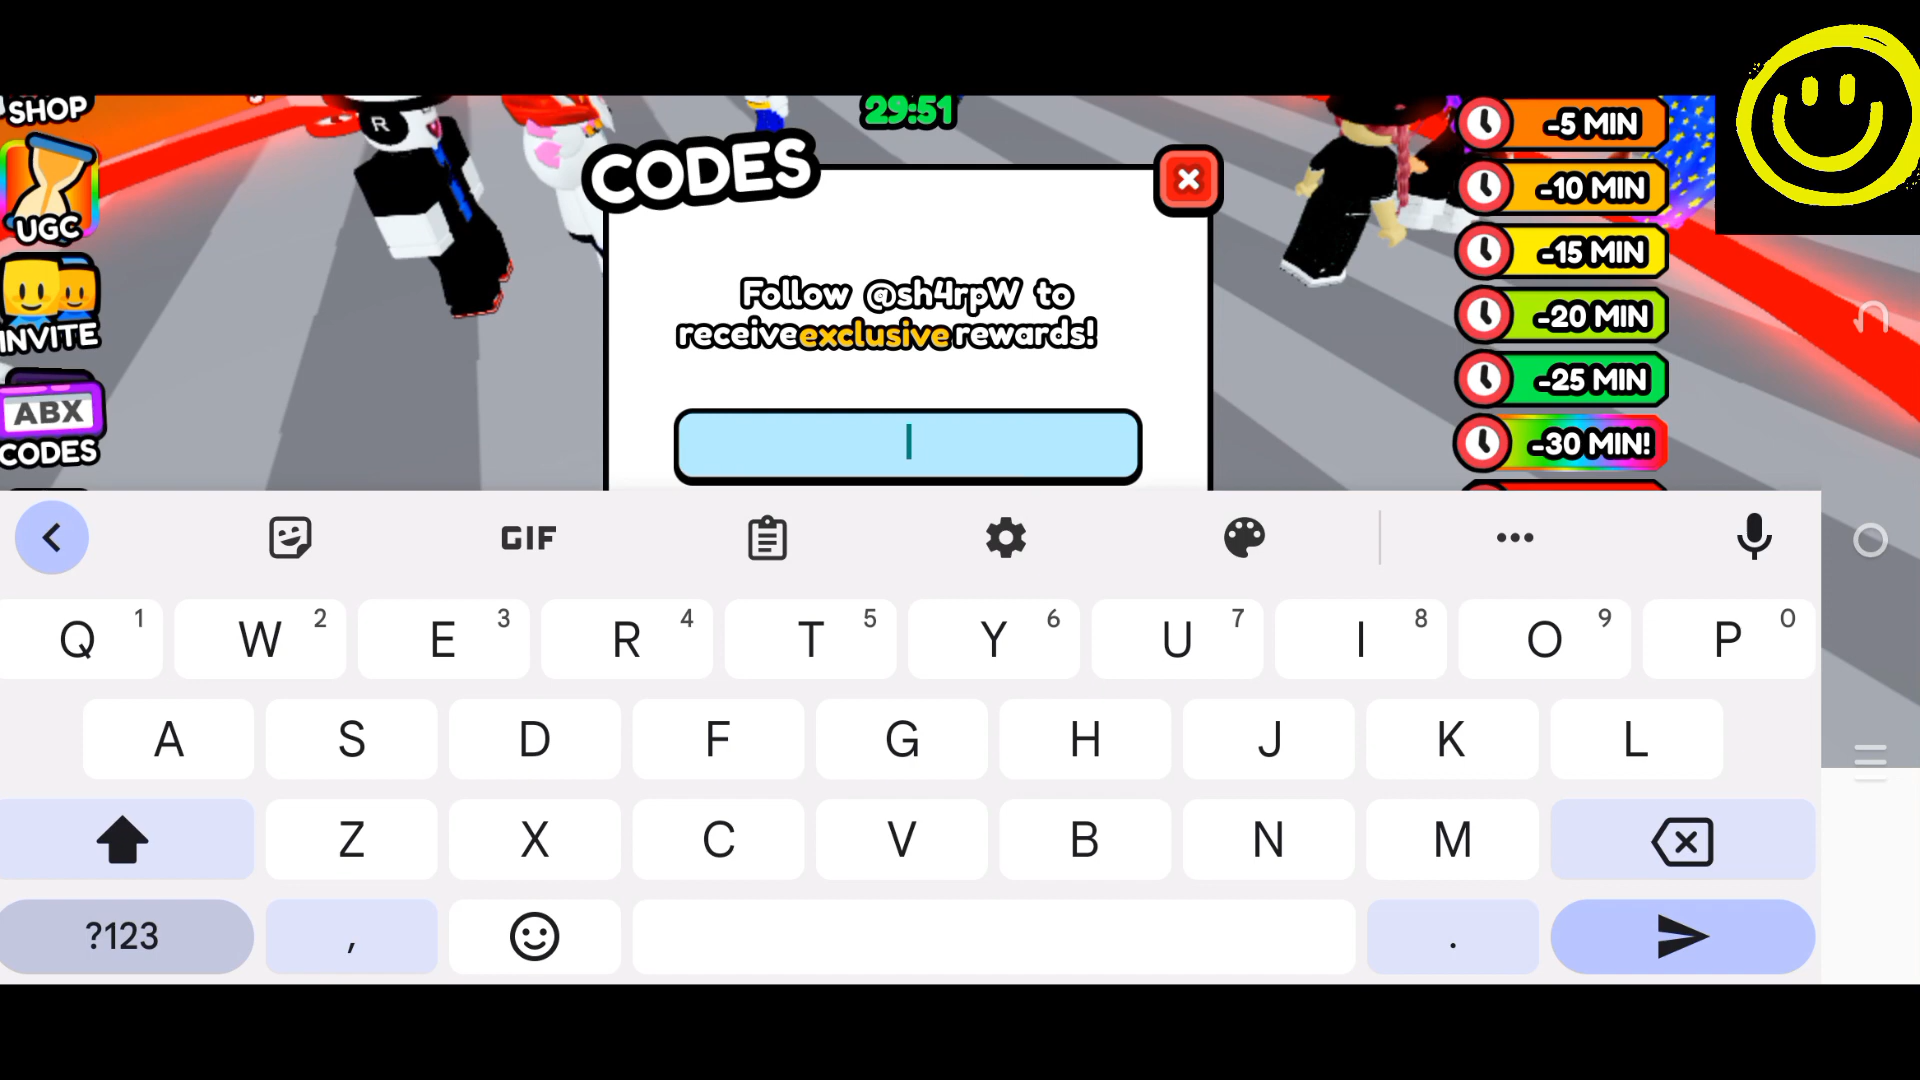 SHOP
29:51
-5 MIN
R
CODES
-10 MIN
UGC
-15 MIN
Follow @sh4rpW to
receive exclusive rewards!
-20 MIN
INVITE
-25 MIN
ABX
CODES
-30 MIN!
GIF
Q 1 W 2 E 3 R 4 T 5 Y 6 U 7 I 8 O 9 P 0
A S D F G H J K L
Z X C V B N M
?123 , .